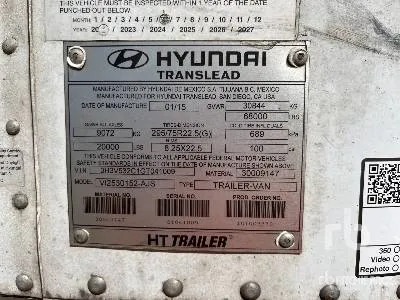 THIS VEHICLE MUST BE INSPECTED WITHIN 1 YEAR OF THE DATE
PUNCHED-OUT BELOW.
MONTH 1 / 2 / 3 / 4 / 5 / 7 / 8 / 9 / 10 / 11 / 12
YEAR / 2023 / 2024 / 2025 / 2026 / 2027
HYUNDAI
TRANSLEAD
MANUFACTURED BY HYUNDAI DE MEXICO S.A. TIJUANA B.C. MEXICO
MANUFACTURED FOR HYUNDAI TRANSLEAD, SAN DIEGO, CA USA
DATE OF MANUFACTURE 01/15 GVWR 30844 KG
68000 LBS
9072 KG 295/75R22.5(G) 689 KPA
20000 LBS 8.25X22.5 100
THIS VEHICLE CONFORMS TO ALL APPLICABLE FEDERAL MOTOR VEHICLE
SAFETY STANDARDS IN EFFECT ON THE DATE OF MANUFACTURE SHOWN ABOVE
V.I.N. MATERIAL 30009147
MODEL TYPE TRAILER-VAN
MATERIAL NO. SERIAL NO. PROD. ORDER NO.
HT TRAILER
rb
360
Video
Rephoto